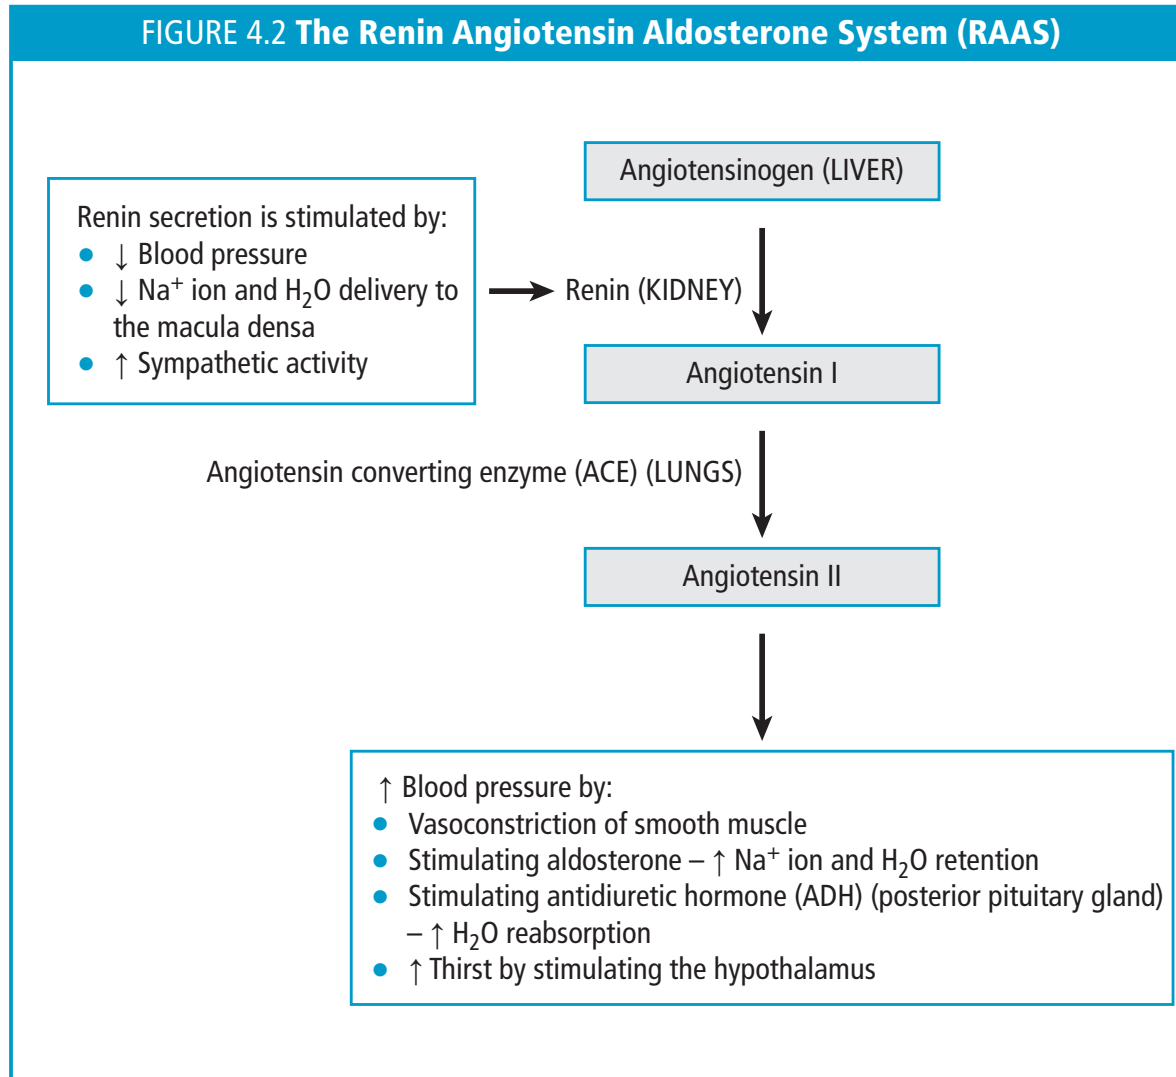 FIGURE 4.2 The Renin Angiotensin Aldosterone System (RAAS)
Angiotensinogen (LIVER)
Renin secretion is stimulated by:
● ↓ Blood pressure
● ↓ Na⁺ ion and H₂O delivery to
the macula densa
● ↑ Sympathetic activity
Renin (KIDNEY)
Angiotensin I
Angiotensin converting enzyme (ACE) (LUNGS)
Angiotensin II
↑ Blood pressure by:
● Vasoconstriction of smooth muscle
● Stimulating aldosterone – ↑ Na⁺ ion and H₂O retention
● Stimulating antidiuretic hormone (ADH) (posterior pituitary gland)
– ↑ H₂O reabsorption
● ↑ Thirst by stimulating the hypothalamus